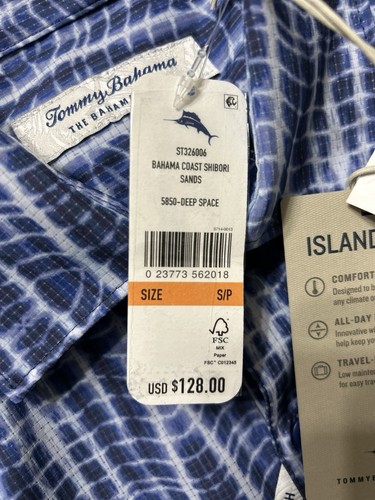 Tommy Bahama
THE BAHAMA
ST326006
BAHAMA COAST SHIBORI
SANDS
5850-DEEP SPACE
0 23773 562018
SIZE S/P
FSC
MIX
Paper
FSC® C012345
USD $128.00
ISLAND
COMFORT
Designed to
any climate
ALL-DAY
Innovative
help keep
TRAVEL-
Low
for easy
TOMMY